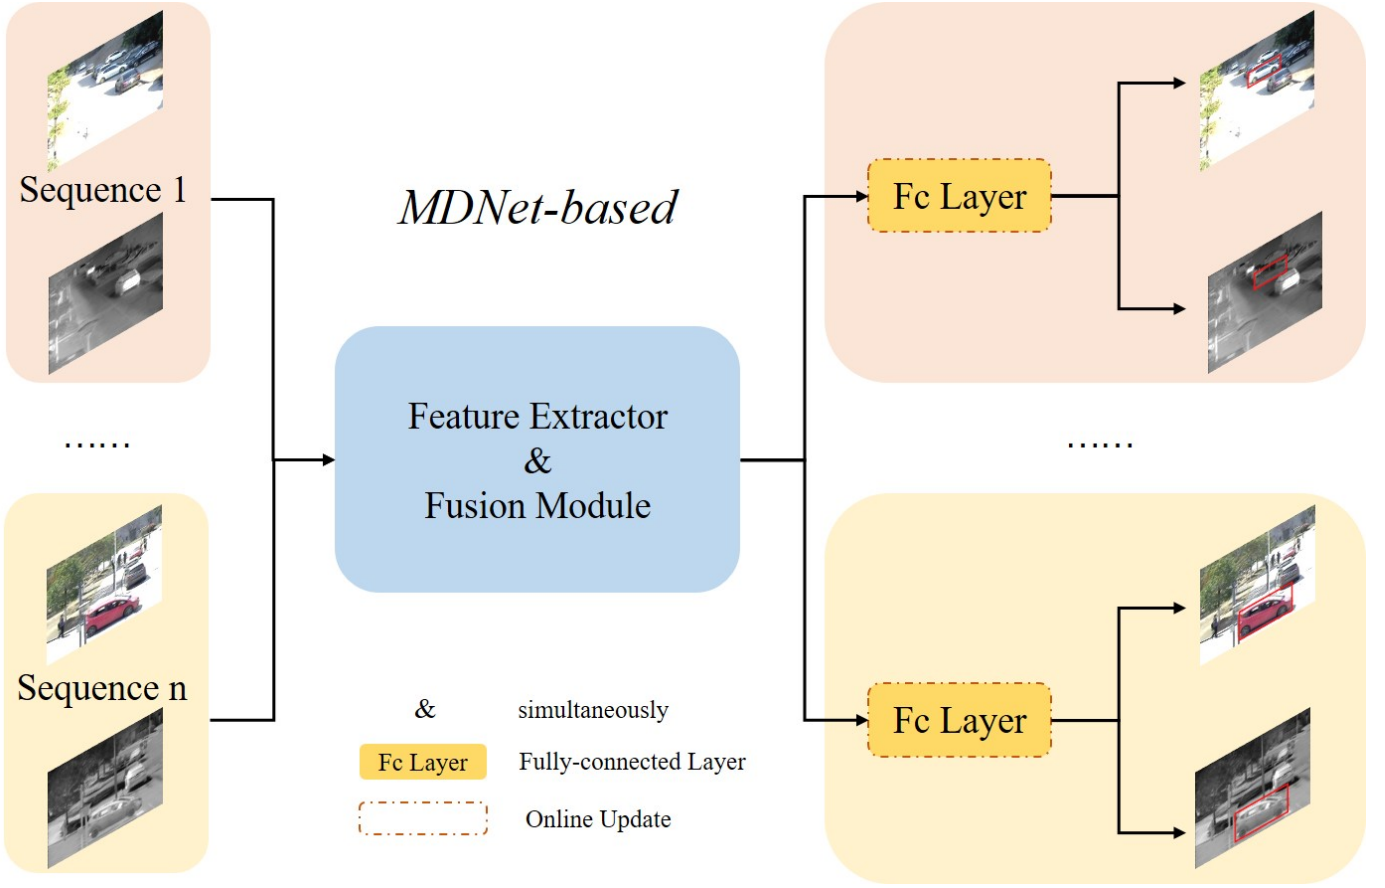 Sequence 1
MDNet-based
Fc Layer
Feature Extractor
&
Fusion Module
……
……
Sequence n
Fc Layer
& simultaneously
Fc Layer Fully-connected Layer
Online Update